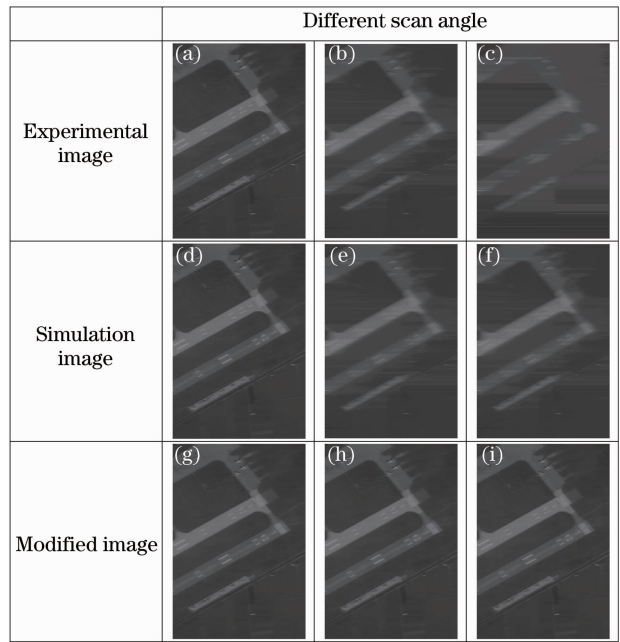 Different scan angle
Experimental
image
(a)
(b)
(c)
Simulation
image
(d)
(e)
(f)
Modified image
(g)
(h)
(i)